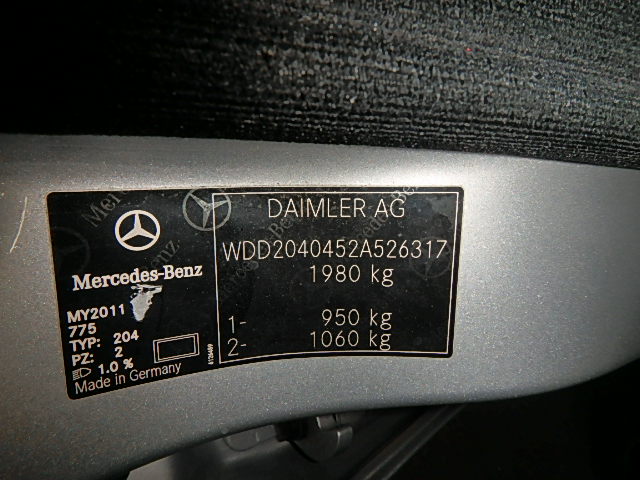 Mercedes-Benz
MY2011
775
TYP: 204
PZ: 2
1.0 %
Made in Germany
DAIMLER AG
WDD2040452A526317
1980 kg
1- 950 kg
2- 1060 kg